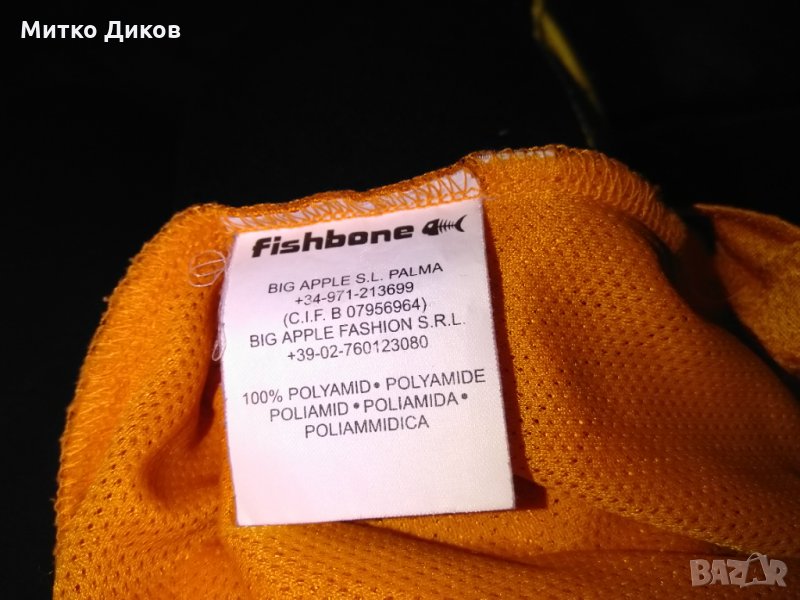 Митко Диков
fishbone
BIG APPLE S.L. PALMA
+34-971-213699
(C.I.F. B 07956964)
BIG APPLE FASHION S.R.L.
+39-02-760123080
100% POLYAMID • POLYAMIDE
POLIAMID • POLIAMIDA •
POLIAMMIDICA
BAZAR